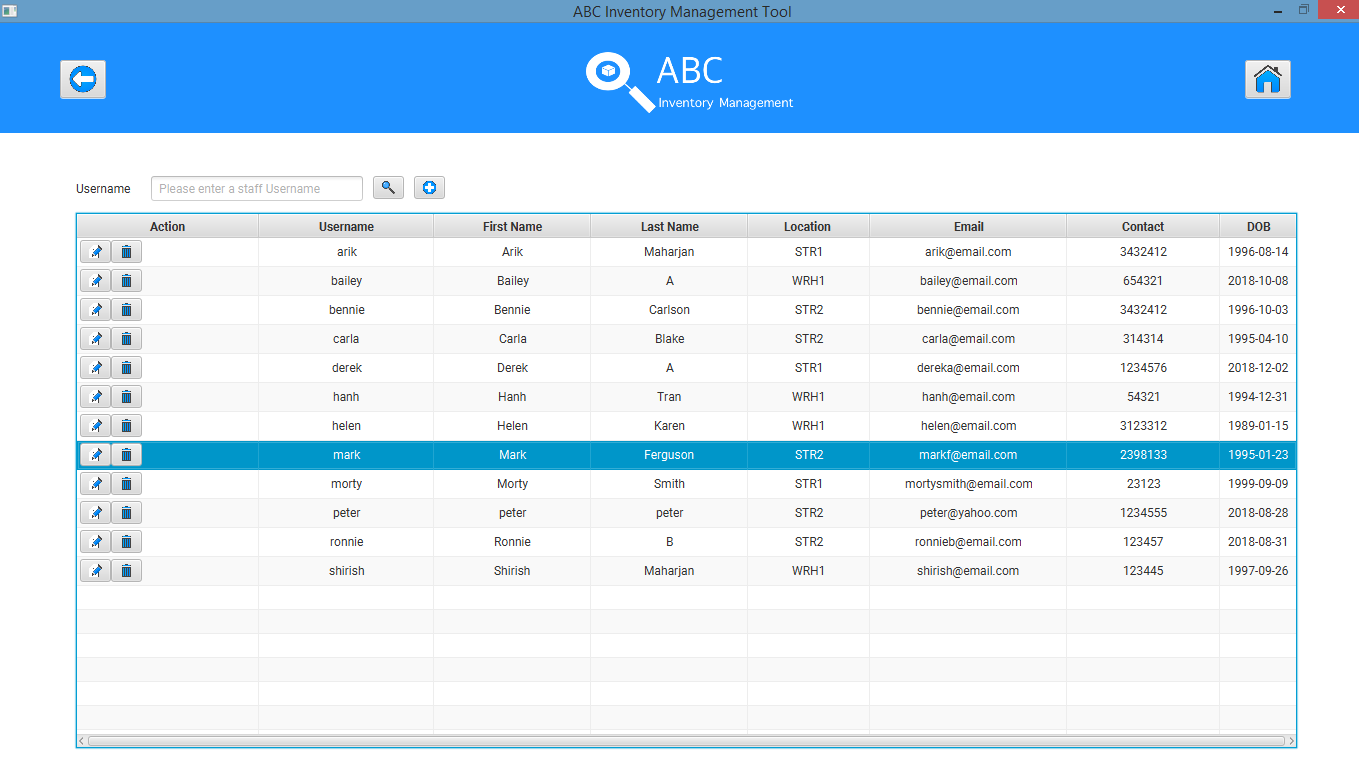 ABC Inventory Management Tool
ABC
Inventory Management
Username Please enter a staff Username
Action Username First Name Last Name Location Email Contact DOB
arik Arik Maharjan STR1 arik@email.com 3432412 1996-08-14
bailey Bailey A WRH1 bailey@email.com 654321 2018-10-08
bennie Bennie Carlson STR2 bennie@email.com 3432412 1996-10-03
carla Carla Blake STR2 carla@email.com 314314 1995-04-10
derek Derek A STR1 dereka@email.com 1234576 2018-12-02
hanh Hanh Tran WRH1 hanh@email.com 54321 1994-12-31
helen Helen Karen WRH1 helen@email.com 3123312 1989-01-15
mark Mark Ferguson STR2 markf@email.com 2398133 1995-01-23
morty Morty Smith STR1 mortysmith@email.com 23123 1999-09-09
peter peter peter STR2 peter@yahoo.com 1234555 2018-08-28
ronnie Ronnie B STR2 ronnieb@email.com 123457 2018-08-31
shirish Shirish Maharjan WRH1 shirish@email.com 123445 1997-09-26